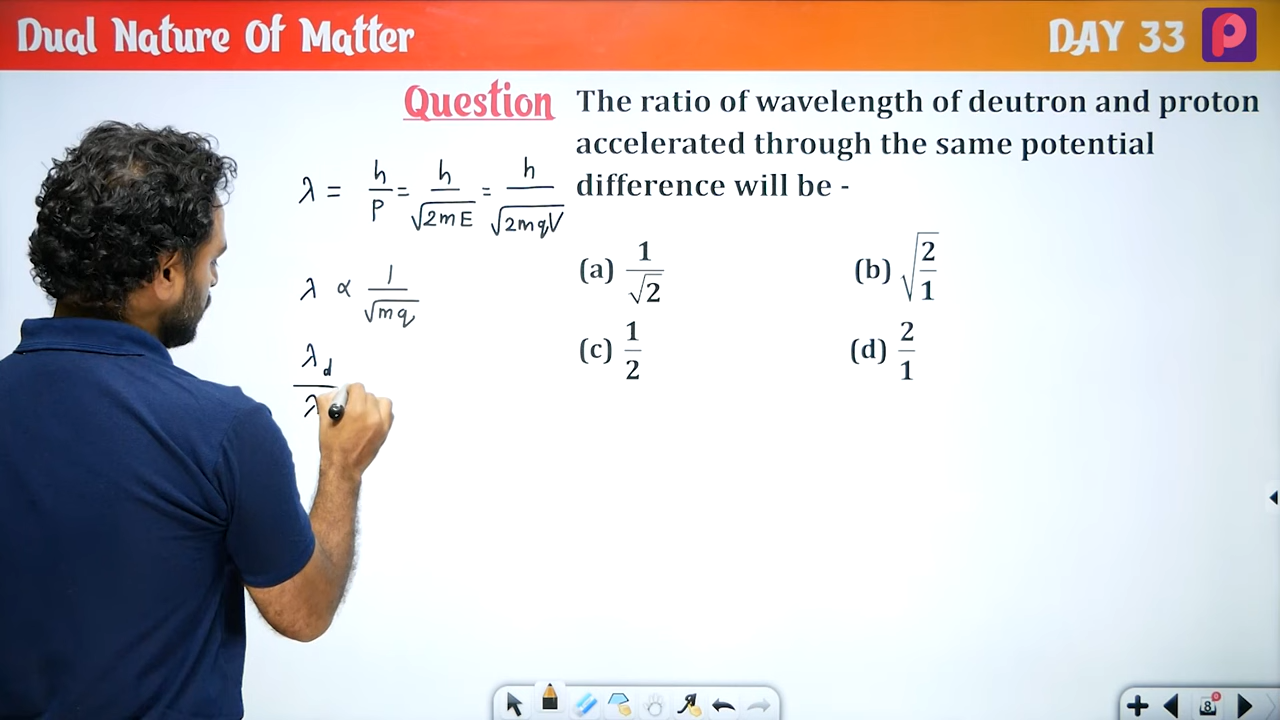 Dual Nature Of Matter
DAY 33
Question The ratio of wavelength of deutron and proton
accelerated through the same potential
difference will be -
λ = h/P = h/√2mE = h/√2mqV
(a) 1/√2
(b) √2/1
λ ∝ 1/√mq
(c) 1/2
(d) 2/1
λd/λ
8